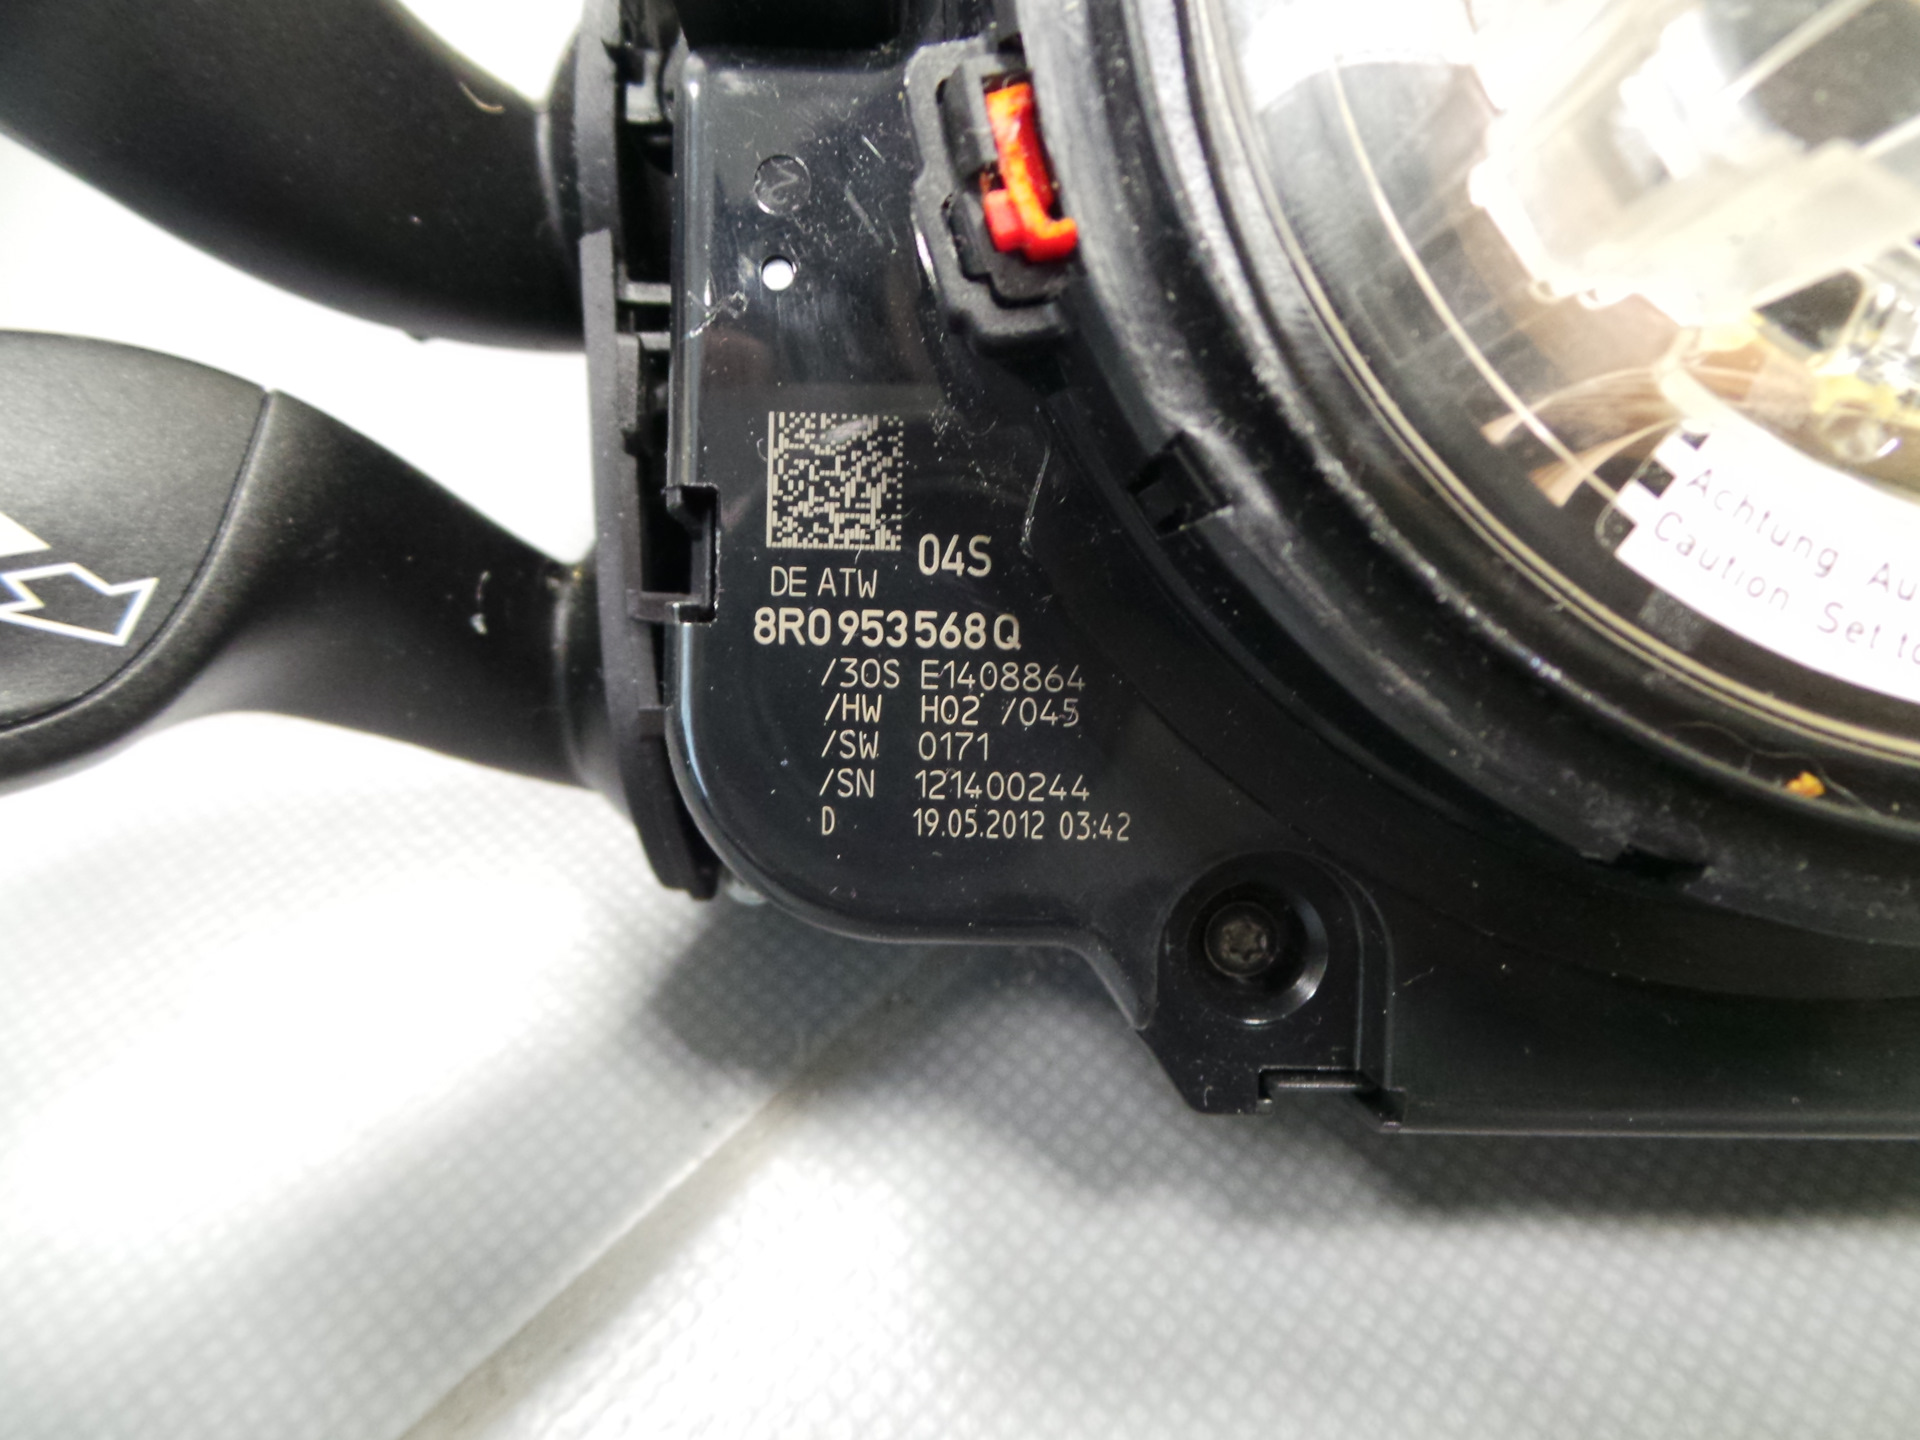 04S
DE ATW
8R0953568Q
/30S E1408864
/HW H02 /045
/SW 0171
/SN 121400244
D 19.05.2012 03:42
Achtung
Caution Set